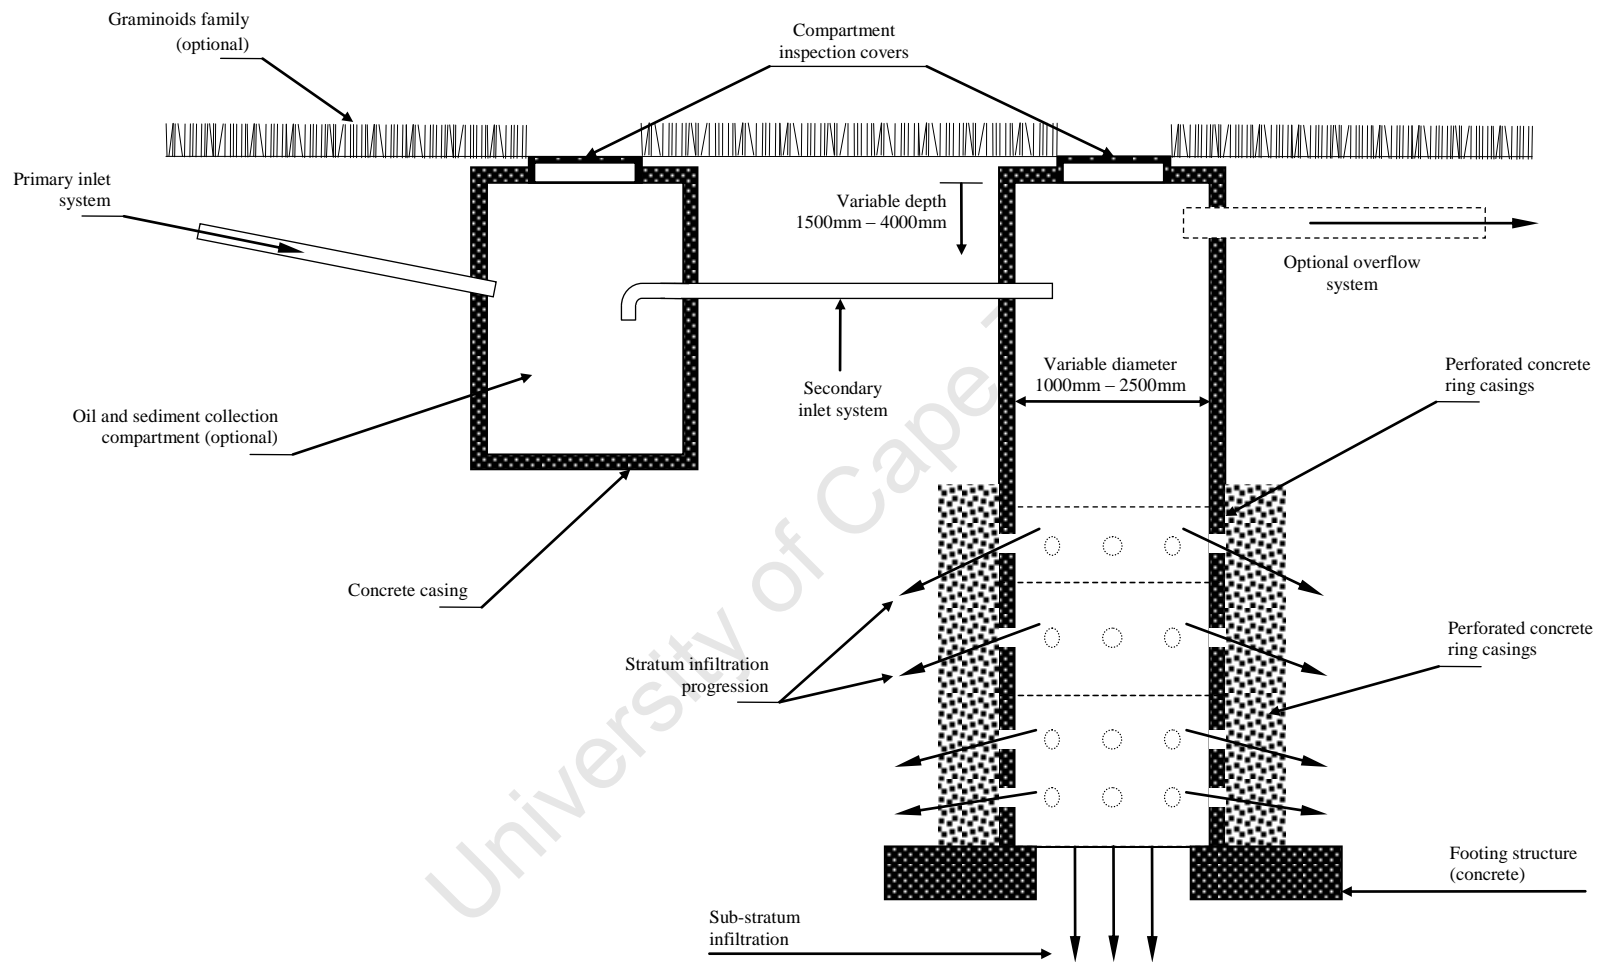 Graminoids family
(optional)
Compartment
inspection covers
Primary inlet
system
Variable depth
1500mm – 4000mm
Optional overflow
system
Variable diameter
1000mm – 2500mm
Perforated concrete
ring casings
Secondary
inlet system
Oil and sediment collection
compartment (optional)
Concrete casing
Stratum infiltration
progression
Perforated concrete
ring casings
Footing structure
(concrete)
Sub-stratum
infiltration
University of Cape